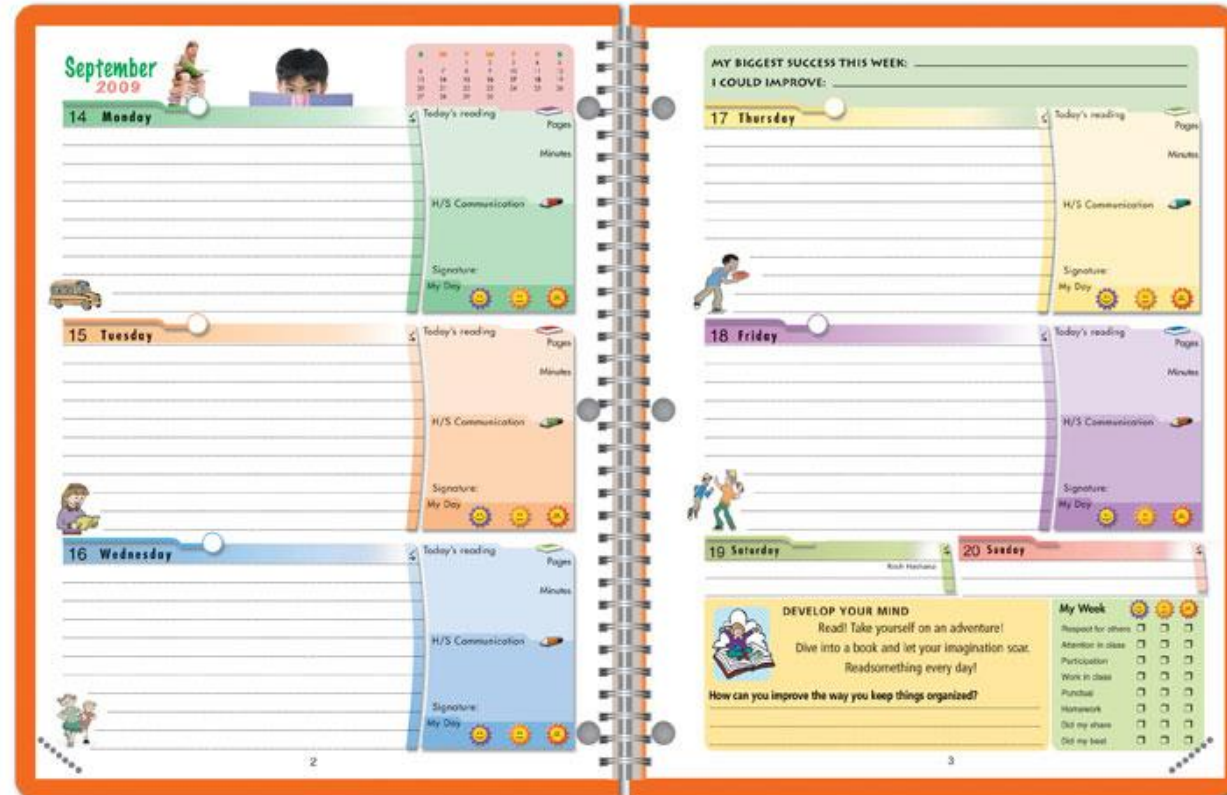 September
2009
14 Monday
Today's reading
Pages
Minutes
H/S Communication
Signature:
My Day
15 Tuesday
Today's reading
Pages
Minutes
H/S Communication
Signature:
My Day
16 Wednesday
Today's reading
Pages
Minutes
H/S Communication
Signature:
My Day
2
MY BIGGEST SUCCESS THIS WEEK:
I COULD IMPROVE:
17 Thursday
Today's reading
Pages
Minutes
H/S Communication
Signature:
My Day
18 Friday
Today's reading
Pages
Minutes
H/S Communication
Signature:
My Day
19 Saturday
Rosh Hashana
20 Sunday
DEVELOP YOUR MIND
Read! Take yourself on an adventure!
Dive into a book and let your imagination soar.
Readsomething every day!
How can you improve the way you keep things organized?
My Week
Respect for others
Attention in class
Participation
Work in class
Punctual
Homework
Did my share
Did my best
3